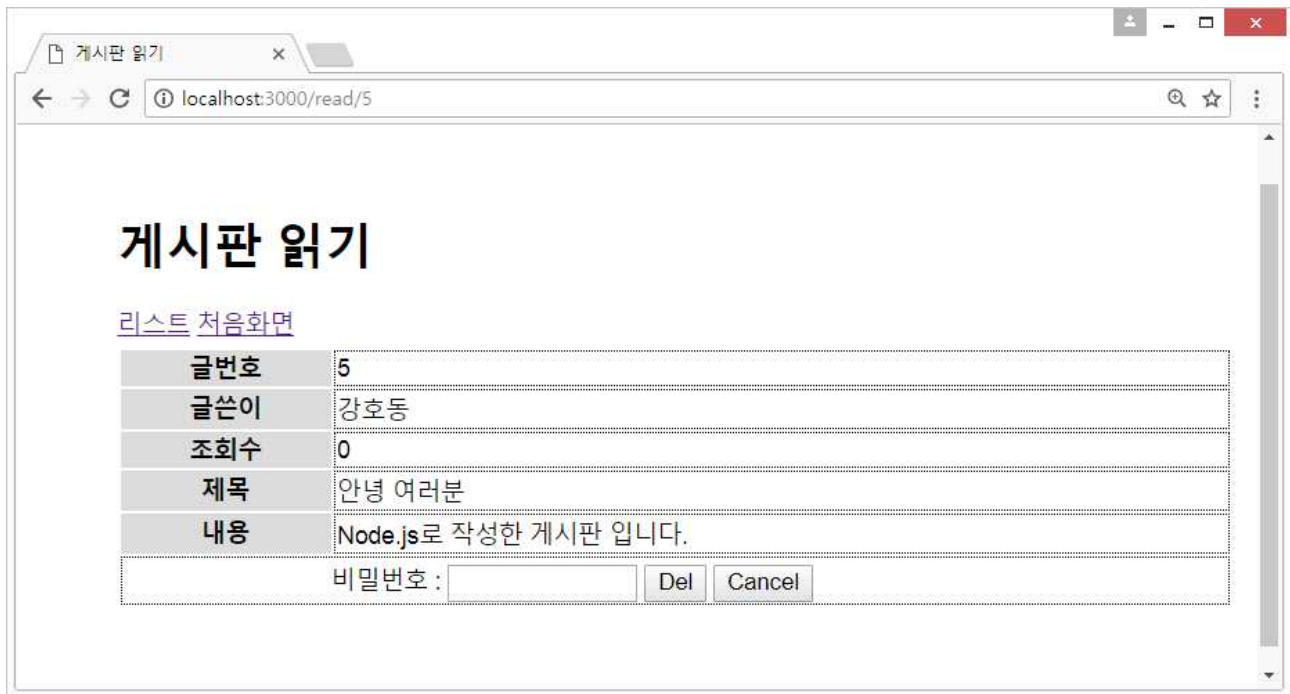 게시판 읽기
localhost:3000/read/5
게시판 읽기
리스트 처음화면
글번호 5
글쓴이 강호동
조회수 0
제목 안녕 여러분
내용 Node.js로 작성한 게시판 입니다.
비밀번호 : Del Cancel